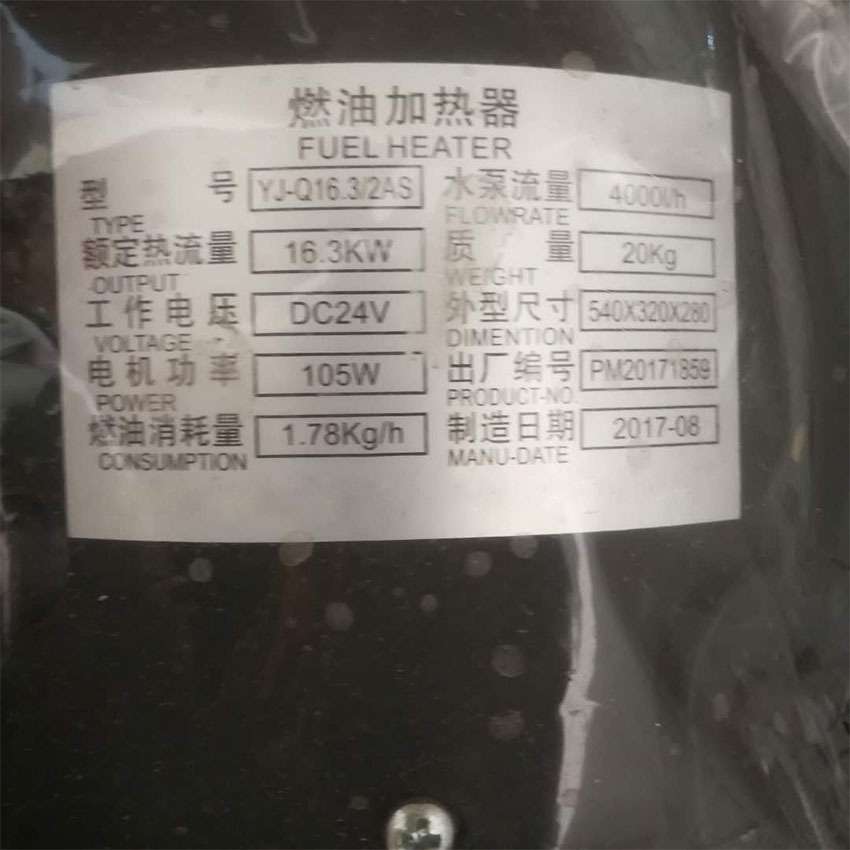 燃油加热器
FUEL HEATER
型 号 YJ-Q16.3/2AS 水泵流量 4000l/h
TYPE FLOWRATE
额定热流量 16.3KW 质 量 20Kg
OUTPUT WEIGHT
工作电压 DC24V 外型尺寸 540X320X280
VOLTAGE DIMENTION
电机功率 105W 出厂编号 PM20171859
POWER PRODUCT-NO.
燃油消耗量 1.78Kg/h 制造日期 2017-08
CONSUMPTION MANU-DATE